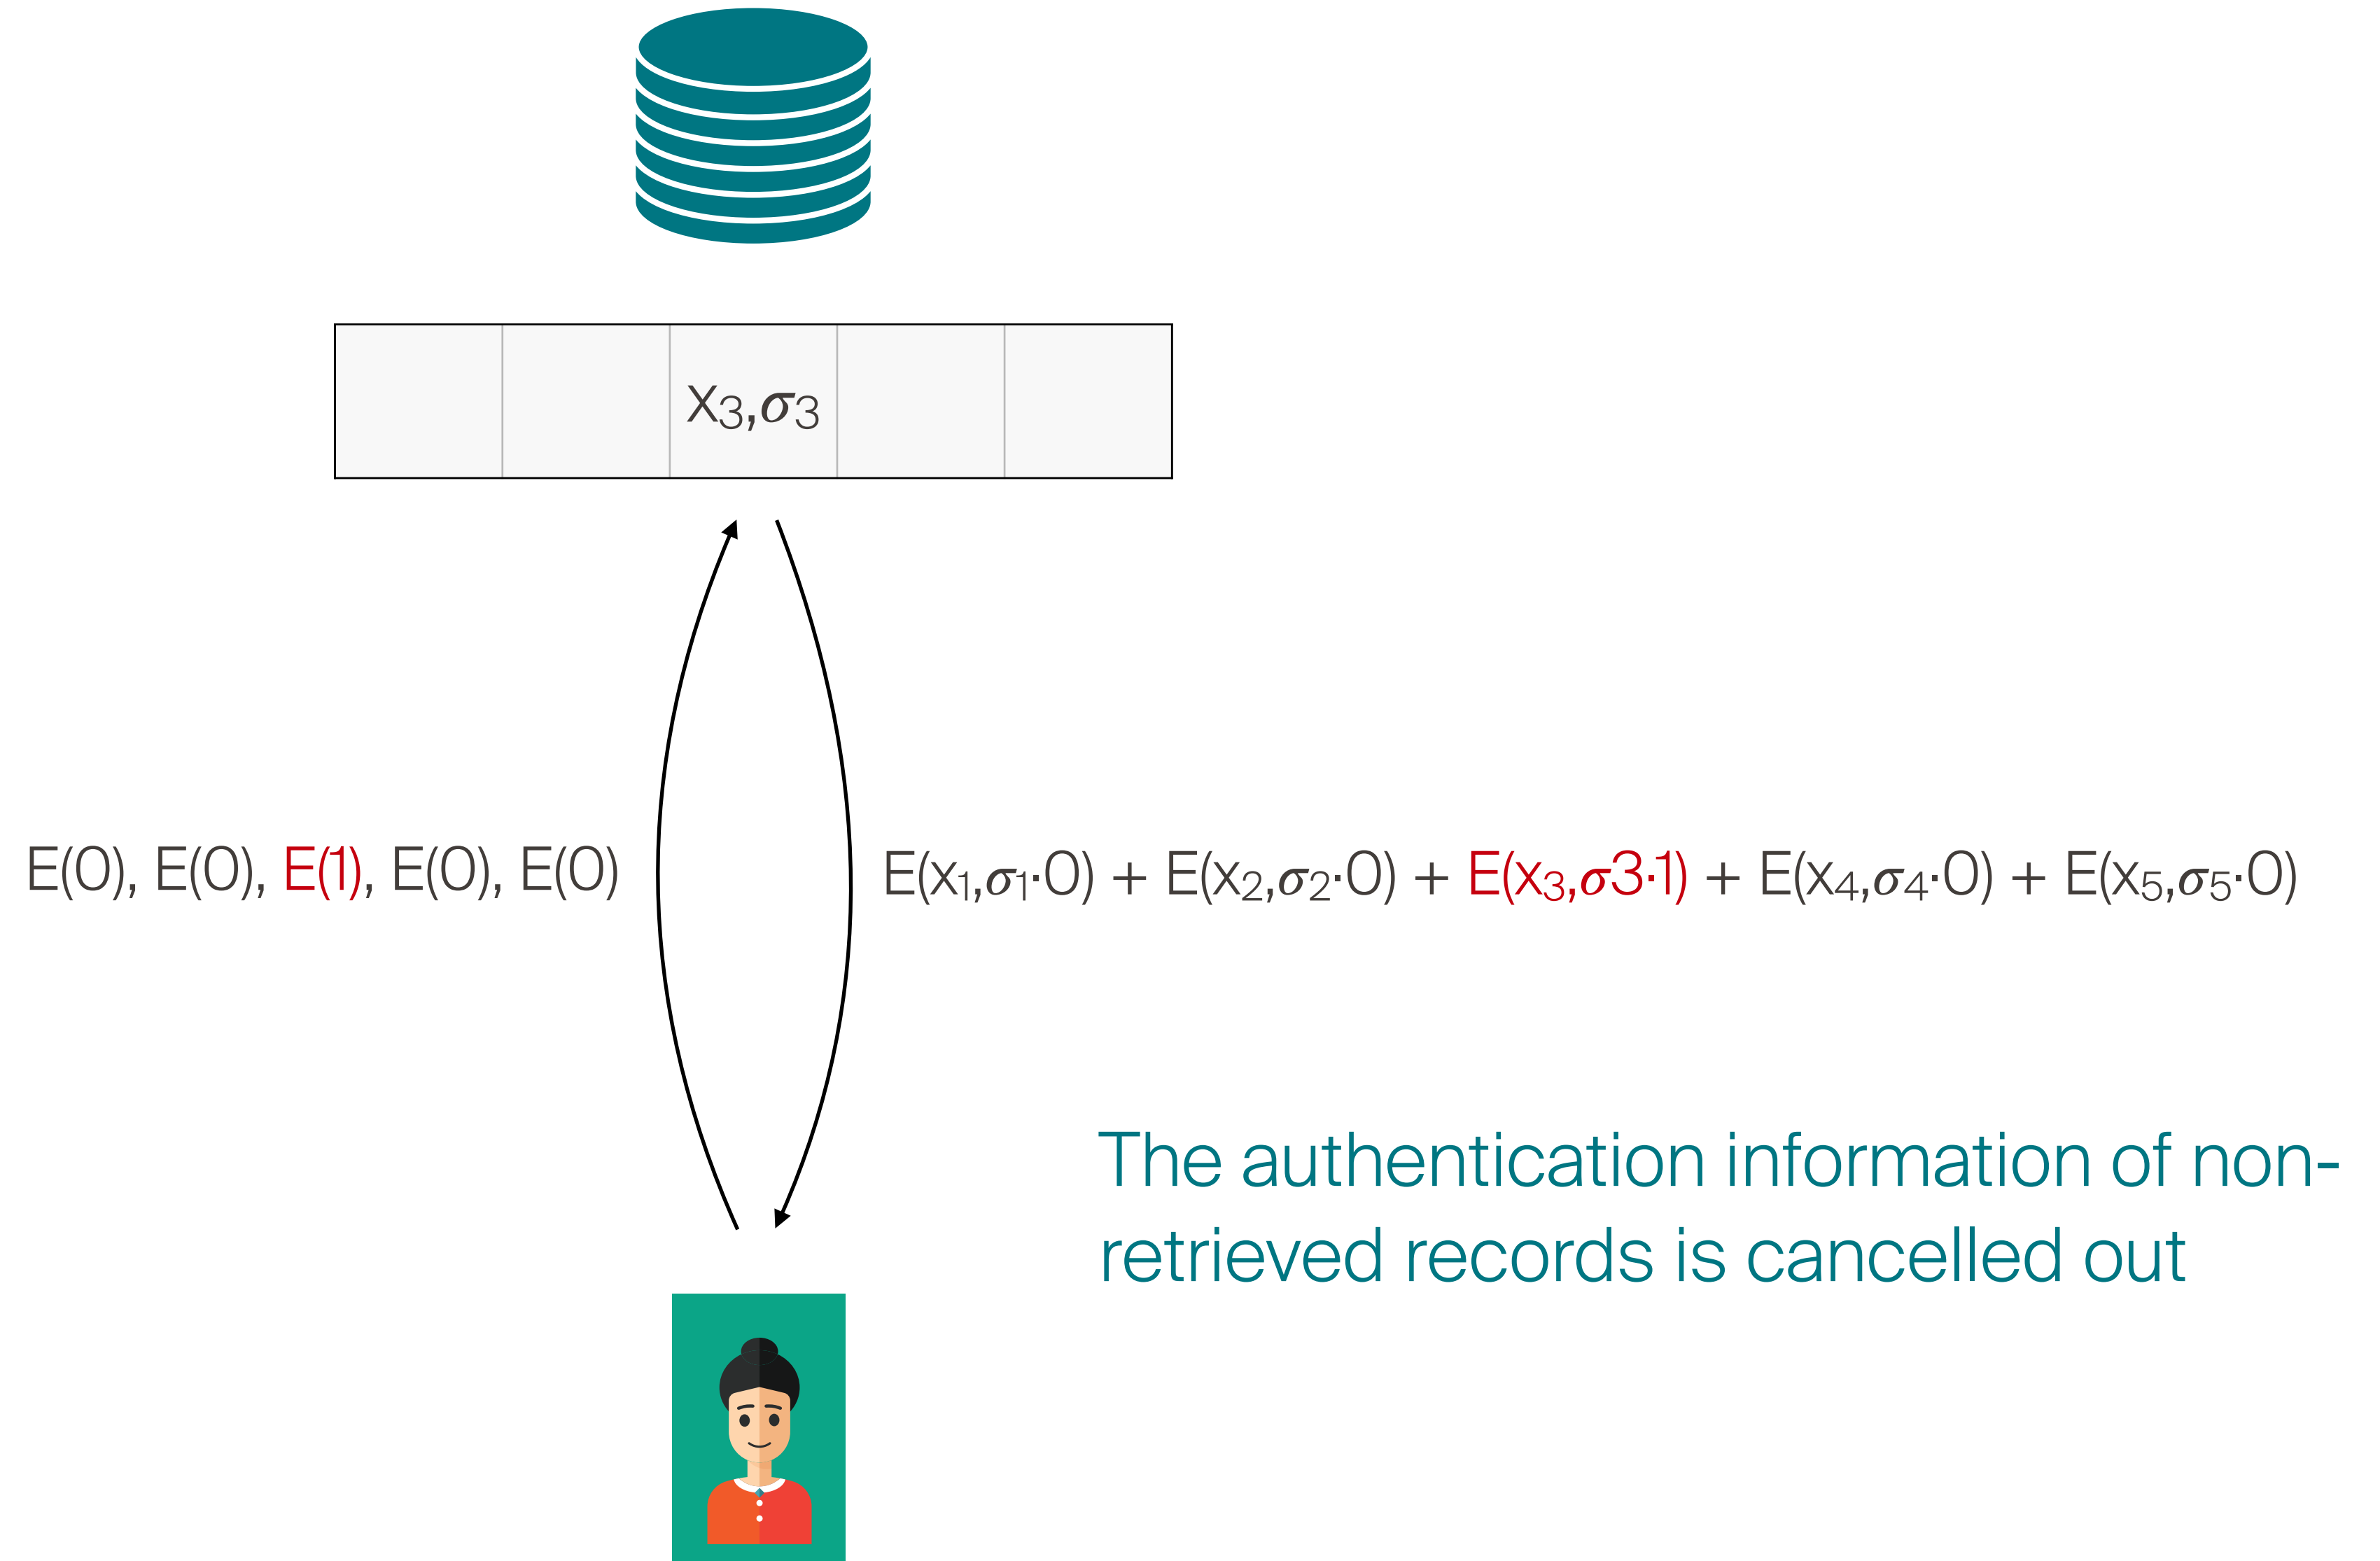 x₃,σ₃
E(0), E(0), E(1), E(0), E(0)
E(x₁,σ₁·0) + E(x₂,σ₂·0) + E(x₃,σ3·1) + E(x₄,σ₄·0) + E(x₅,σ₅·0)
The authentication information of non-
retrieved records is cancelled out